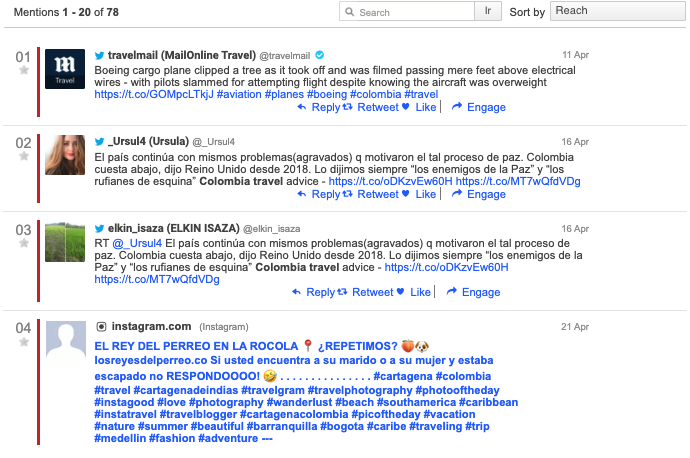 Mentions 1 - 20 of 78
Search
Ir
Sort by
Reach
01
m
Travel
travelmail (MailOnline Travel) @travelmail
11 Apr
Boeing cargo plane clipped a tree as it took off and was filmed passing mere feet above electrical
wires - with pilots slammed for attempting flight despite knowing the aircraft was overweight
https://t.co/GOMpcLTkjJ #aviation #planes #boeing #colombia #travel
Reply Retweet Like | Engage
02
_Ursul4 (Ursula) @_Ursul4
16 Apr
El país continúa con mismos problemas(agravados) q motivaron el tal proceso de paz. Colombia
cuesta abajo, dijo Reino Unido desde 2018. Lo dijimos siempre “los enemigos de la Paz” y “los
rufianes de esquina” Colombia travel advice - https://t.co/oDKzvEw60H https://t.co/MT7wQfdVDg
Reply Retweet Like | Engage
03
elkin_isaza (ELKIN ISAZA) @elkin_isaza
16 Apr
RT @_Ursul4 El país continúa con mismos problemas(agravados) q motivaron el tal proceso de
paz. Colombia cuesta abajo, dijo Reino Unido desde 2018. Lo dijimos siempre “los enemigos de la
Paz” y “los rufianes de esquina” Colombia travel advice - https://t.co/oDKzvEw60H
https://t.co/MT7wQfdVDg
Reply Retweet Like | Engage
04
instagram.com (Instagram)
21 Apr
EL REY DEL PERREO EN LA ROCOLA 📍 ¿REPETIMOS? 🍑🐶
losreyesdelperreo.co Si usted encuentra a su marido o a su mujer y estaba
escapado no RESPONDOOOO! 🤣 . . . . . . . . . . . . . . . #cartagena #colombia
#travel #cartagenadeindias #travelgram #travelphotography #photooftheday
#instagood #love #photography #wanderlust #beach #southamerica #caribbean
#instatravel #travelblogger #cartagenacolombia #picoftheday #vacation
#nature #summer #beautiful #barranquilla #bogota #caribe #traveling #trip
#medellin #fashion #adventure ---